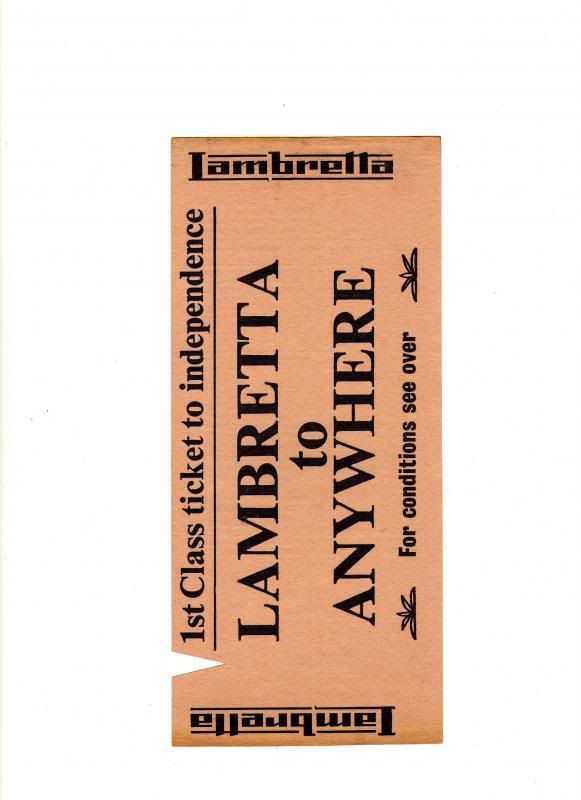 Lambretta
1st Class ticket to independence
LAMBRETTA
to
ANYWHERE
For conditions see over
Lambretta